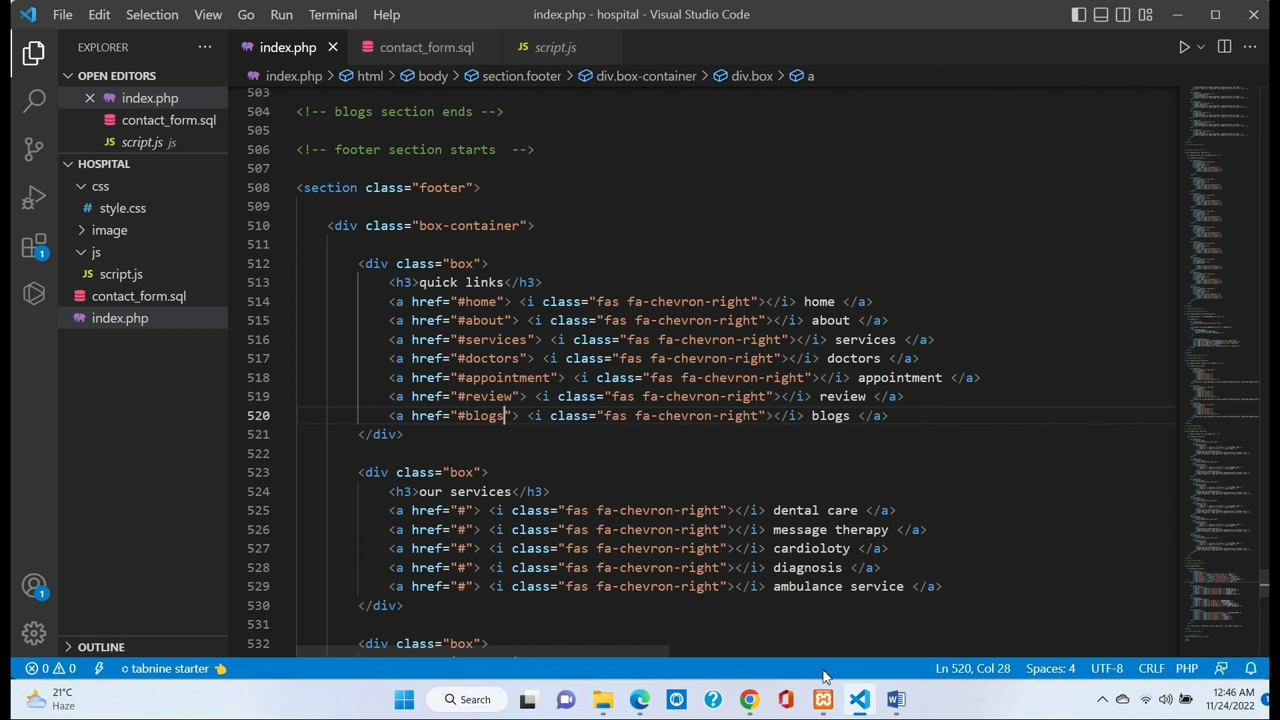 File Edit Selection View Go Run Terminal Help index.php - hospital - Visual Studio Code
EXPLORER
index.php
contact_form.sql
script.js
OPEN EDITORS
index.php > html > body > section.footer > div.box-container > div.box > a
index.php
contact_form.sql
script.js js
HOSPITAL
css
style.css
image
js
script.js
contact_form.sql
index.php
OUTLINE
503
504 <!-- blogs section ends -->
505
506 <!-- footer section starts -->
507
508 <section class="footer">
509
510 <div class="box-container">
511
512 <div class="box">
513 <h3>quick links</h3>
514 <a href="#home"> <i class="fas fa-chevron-right"></i> home </a>
515 <a href="#about"> <i class="fas fa-chevron-right"></i> about </a>
516 <a href="#services"> <i class="fas fa-chevron-right"></i> services </a>
517 <a href="#doctors"> <i class="fas fa-chevron-right"></i> doctors </a>
518 <a href="#appointment"> <i class="fas fa-chevron-right"></i> appointment </a>
519 <a href="#review"> <i class="fas fa-chevron-right"></i> review </a>
520 <a href="#blogs"> <i class="fas fa-chevron-right"></i> blogs </a>
521 </div>
522
523 <div class="box">
524 <h3>our services</h3>
525 <a href="#"> <i class="fas fa-chevron-right"></i> dental care </a>
526 <a href="#"> <i class="fas fa-chevron-right"></i> massage therapy </a>
527 <a href="#"> <i class="fas fa-chevron-right"></i> cardioloty </a>
528 <a href="#"> <i class="fas fa-chevron-right"></i> diagnosis </a>
529 <a href="#"> <i class="fas fa-chevron-right"></i> ambulance service </a>
530 </div>
531
532 <div class="box">
1
1
0 0 tabnine starter Ln 520, Col 28 Spaces: 4 UTF-8 CRLF PHP
21°C
Haze
Search
12:46 AM
11/24/2022